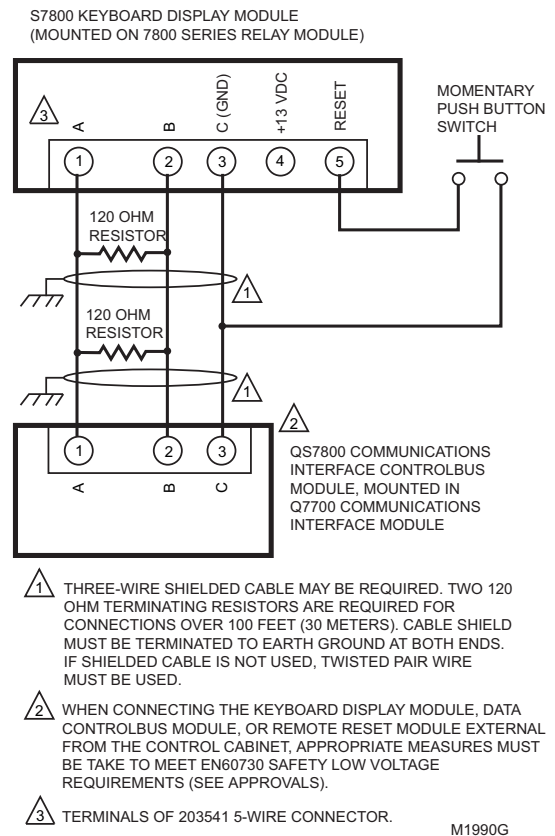 S7800 KEYBOARD DISPLAY MODULE
(MOUNTED ON 7800 SERIES RELAY MODULE)
MOMENTARY
PUSH BUTTON
SWITCH
3
A
B
C (GND)
+13 VDC
RESET
1
2
3
4
5
120 OHM
RESISTOR
1
120 OHM
RESISTOR
1
2
1
2
3
A
B
C
QS7800 COMMUNICATIONS
INTERFACE CONTROLBUS
MODULE, MOUNTED IN
Q7700 COMMUNICATIONS
INTERFACE MODULE
1 THREE-WIRE SHIELDED CABLE MAY BE REQUIRED. TWO 120
OHM TERMINATING RESISTORS ARE REQUIRED FOR
CONNECTIONS OVER 100 FEET (30 METERS). CABLE SHIELD
MUST BE TERMINATED TO EARTH GROUND AT BOTH ENDS.
IF SHIELDED CABLE IS NOT USED, TWISTED PAIR WIRE
MUST BE USED.
2 WHEN CONNECTING THE KEYBOARD DISPLAY MODULE, DATA
CONTROLBUS MODULE, OR REMOTE RESET MODULE EXTERNAL
FROM THE CONTROL CABINET, APPROPRIATE MEASURES MUST
BE TAKE TO MEET EN60730 SAFETY LOW VOLTAGE
REQUIREMENTS (SEE APPROVALS).
3 TERMINALS OF 203541 5-WIRE CONNECTOR.
M1990G